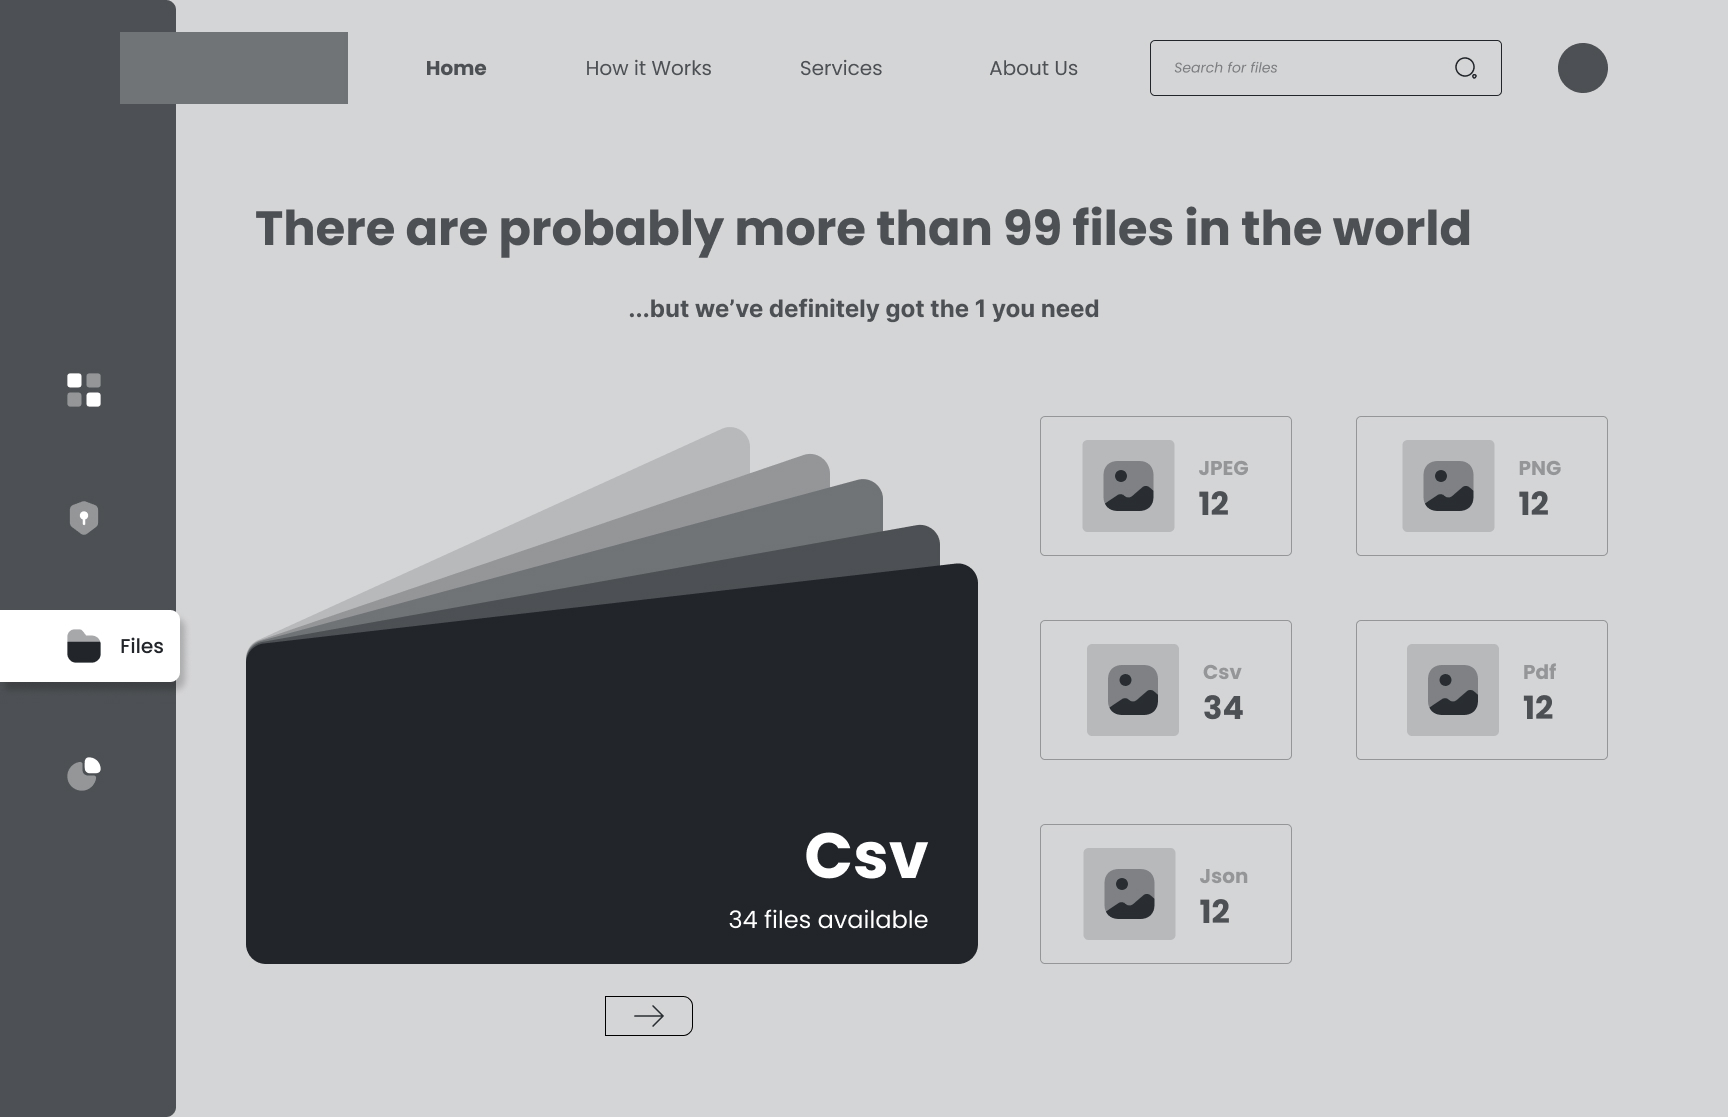 Home
How it Works
Services
About Us
Search for files
There are probably more than 99 files in the world
...but we’ve definitely got the 1 you need
Files
Csv
34 files available
JPEG
12
PNG
12
Csv
34
Pdf
12
Json
12